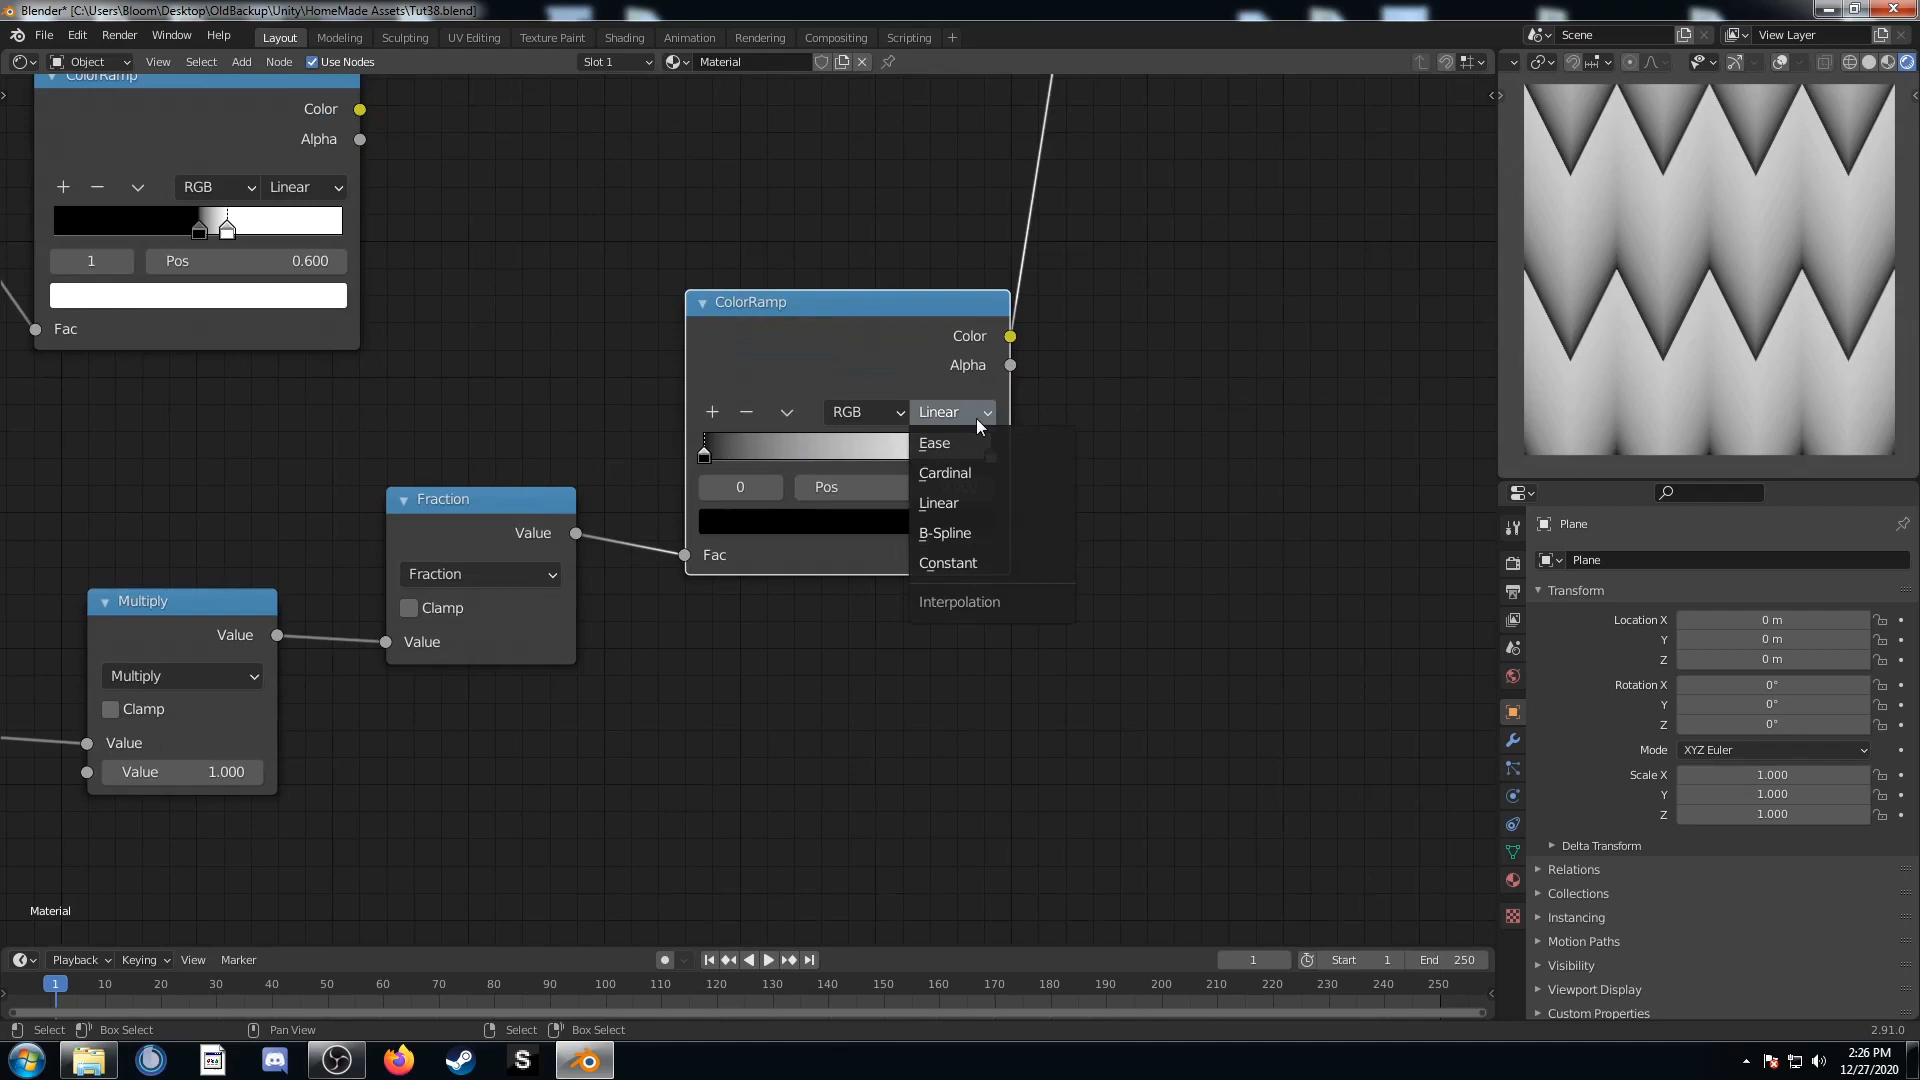 Blender* [C:\Users\Bloom\Desktop\OldBackup\Unity\HomeMade Assets\Tut38.blend]
File Edit Render Window Help Layout Modeling Sculpting UV Editing Texture Paint Shading Animation Rendering Compositing Scripting + Scene View Layer
Object View Select Add Node Use Nodes Slot 1 Material
ColorRamp
Color
Alpha
RGB Linear
1 Pos 0.600
Fac
ColorRamp
Color
Alpha
RGB Linear
Ease
Cardinal
Linear
B-Spline
Constant
Interpolation
0 Pos
Fac
Fraction
Value
Fraction
Clamp
Value
Multiply
Value
Multiply
Clamp
Value
Value 1.000
Material
Plane
Plane
Transform
Location X 0 m
Y 0 m
Z 0 m
Rotation X 0°
Y 0°
Z 0°
Mode XYZ Euler
Scale X 1.000
Y 1.000
Z 1.000
Delta Transform
Relations
Collections
Instancing
Motion Paths
Visibility
Viewport Display
Custom Properties
Playback Keying View Marker 1 Start 1 End 250
1 10 20 30 40 50 60 70 80 90 100 110 120 130 140 150 160 170 180 190 200 210 220 230 240 250
Select Box Select Pan View Select Box Select 2.91.0
S
2:26 PM
12/27/2020